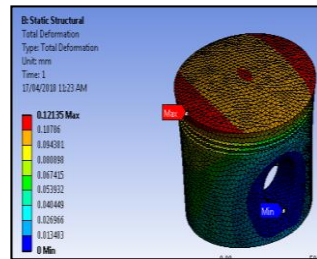 B: Static Structural
Total Deformation
Type: Total Deformation
Unit: mm
Time: 1
17/04/2018 11:23 AM
0.12135 Max
0.10786
0.094381
0.080898
0.067415
0.053932
0.040449
0.026966
0.013483
0 Min
Max
Min
0.00